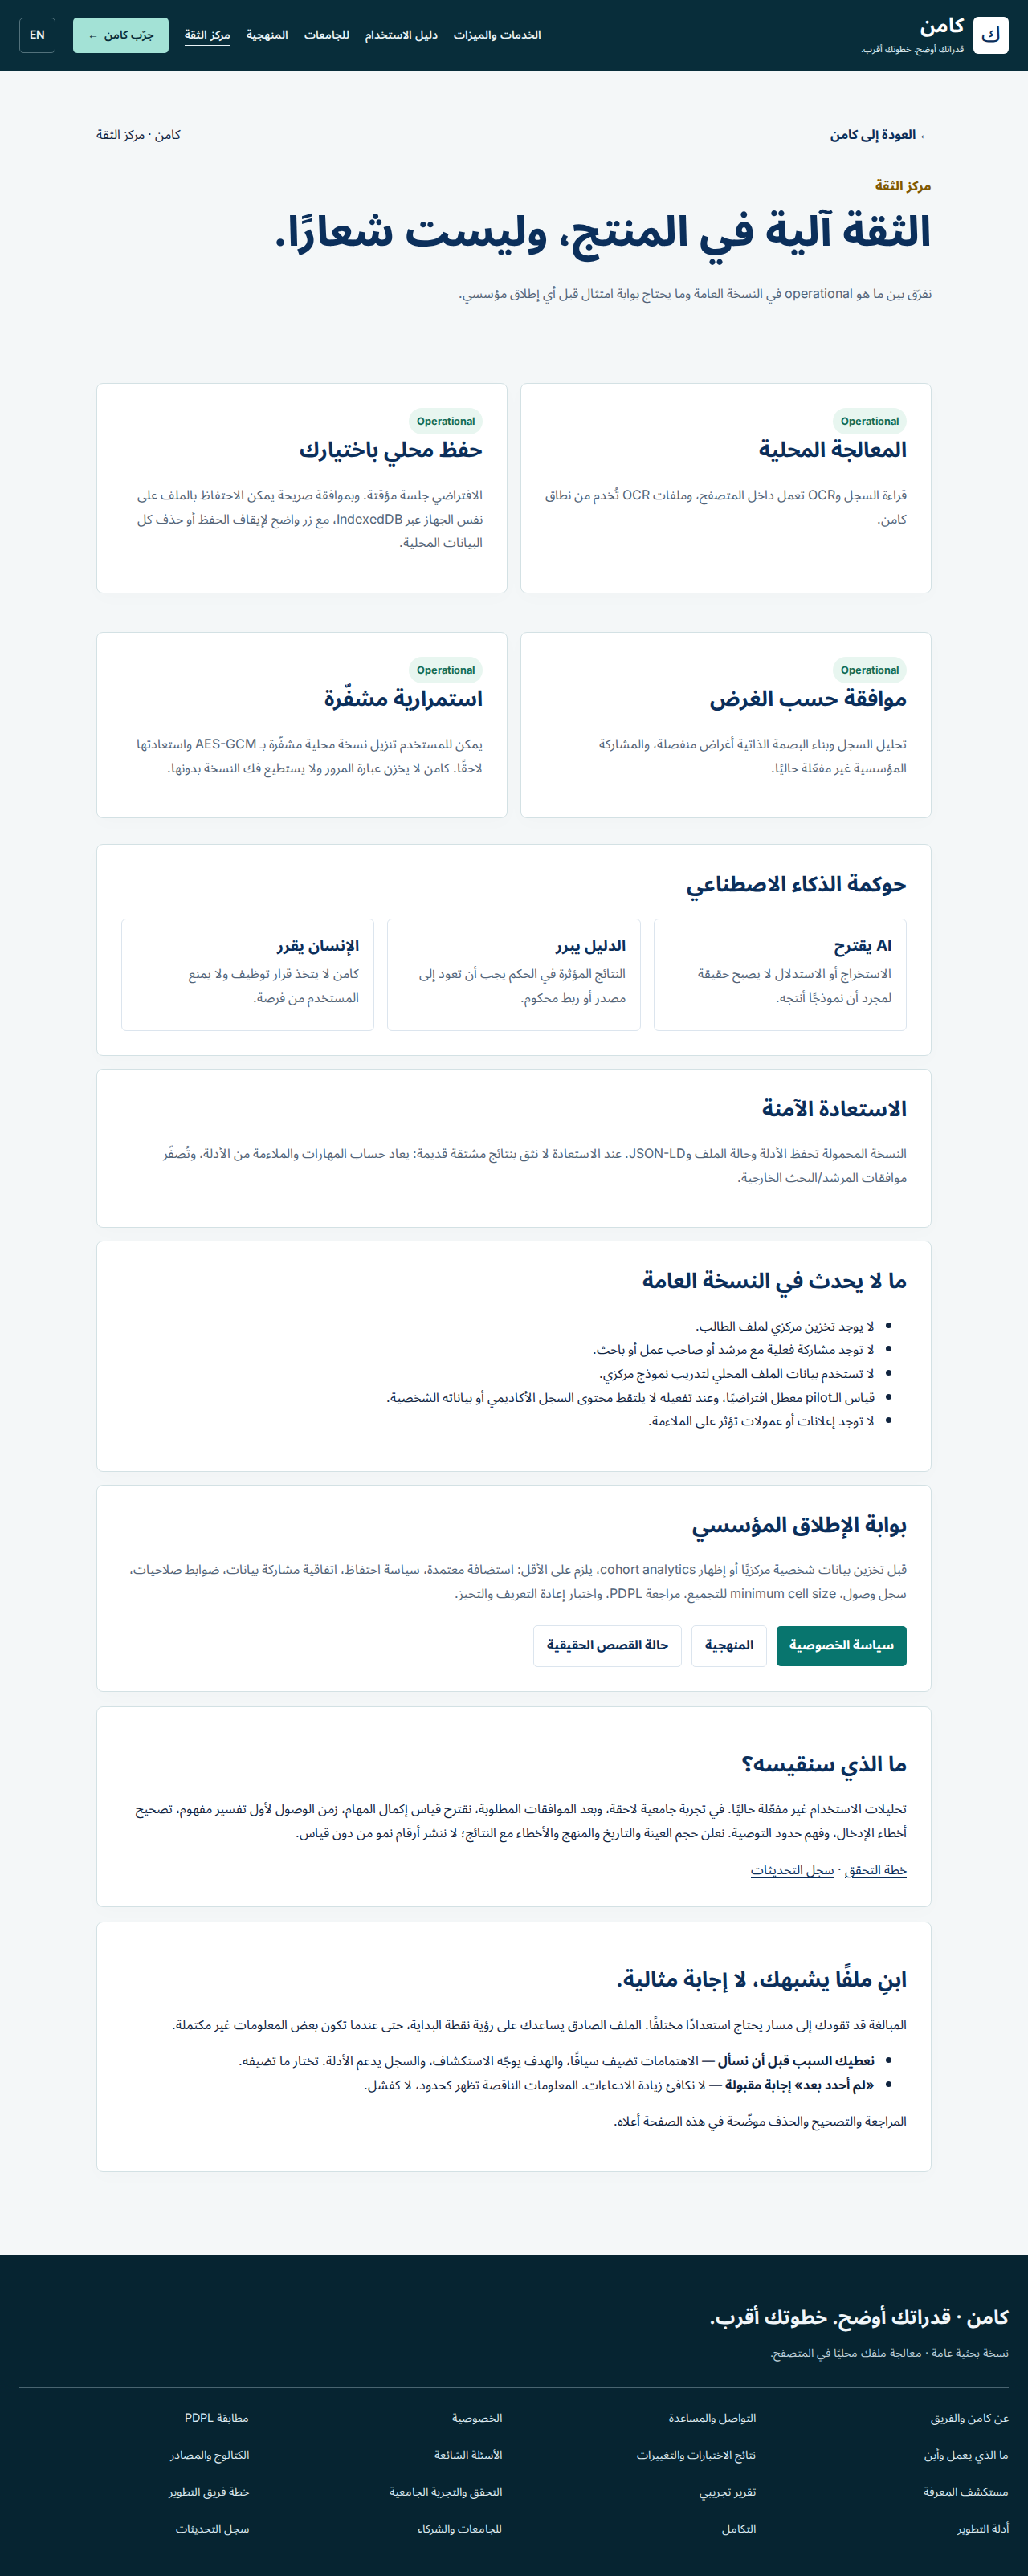 ك
كامن
قدراتك أوضح. خطوتك أقرب.
الخدمات والميزات
دليل الاستخدام
للجامعات
المنهجية
مركز الثقة
جرّب كامن ←
EN
← العودة إلى كامن
كامن · مركز الثقة
مركز الثقة
الثقة آلية في المنتج، وليست شعارًا.
نفرّق بين ما هو operational في النسخة العامة وما يحتاج بوابة امتثال قبل أي إطلاق مؤسسي.
Operational
المعالجة المحلية
قراءة السجل وOCR تعمل داخل المتصفح، وملفات OCR تُخدم من نطاق
كامن.
Operational
حفظ محلي باختيارك
الافتراضي جلسة مؤقتة. وبموافقة صريحة يمكن الاحتفاظ بالملف على
نفس الجهاز عبر IndexedDB، مع زر واضح لإيقاف الحفظ أو حذف كل
البيانات المحلية.
Operational
موافقة حسب الغرض
تحليل السجل وبناء البصمة الذاتية أغراض منفصلة، والمشاركة
المؤسسية غير مفعّلة حاليًا.
Operational
استمرارية مشفّرة
يمكن للمستخدم تنزيل نسخة محلية مشفّرة بـ AES-GCM واستعادتها
لاحقًا. كامن لا يخزن عبارة المرور ولا يستطيع فك النسخة بدونها.
حوكمة الذكاء الاصطناعي
AI يقترح
الاستخراج أو الاستدلال لا يصبح حقيقة
لمجرد أن نموذجًا أنتجه.
الدليل يبرر
النتائج المؤثرة في الحكم يجب أن تعود إلى
مصدر أو ربط محكوم.
الإنسان يقرر
كامن لا يتخذ قرار توظيف ولا يمنع
المستخدم من فرصة.
الاستعادة الآمنة
النسخة المحمولة تحفظ الأدلة وحالة الملف وJSON-LD. عند الاستعادة لا نثق بنتائج مشتقة قديمة: يعاد حساب المهارات والملاءمة من الأدلة، وتُصفّر
موافقات المرشد/البحث الخارجية.
ما لا يحدث في النسخة العامة
• لا يوجد تخزين مركزي لملف الطالب.
• لا توجد مشاركة فعلية مع مرشد أو صاحب عمل أو باحث.
• لا تستخدم بيانات الملف المحلي لتدريب نموذج مركزي.
• قياس الـpilot معطل افتراضيًا، وعند تفعيله لا يلتقط محتوى السجل الأكاديمي أو بياناته الشخصية.
• لا توجد إعلانات أو عمولات تؤثر على الملاءمة.
بوابة الإطلاق المؤسسي
قبل تخزين بيانات شخصية مركزيًا أو إظهار cohort analytics، يلزم على الأقل: استضافة معتمدة، سياسة احتفاظ، اتفاقية مشاركة بيانات، ضوابط صلاحيات،
سجل وصول، minimum cell size للتجميع، مراجعة PDPL، واختبار إعادة التعريف والتحيز.
سياسة الخصوصية
المنهجية
حالة القصص الحقيقية
ما الذي سنقيسه؟
تحليلات الاستخدام غير مفعّلة حاليًا. في تجربة جامعية لاحقة، وبعد الموافقات المطلوبة، نقترح قياس إكمال المهام، زمن الوصول لأول تفسير مفهوم، تصحيح
أخطاء الإدخال، وفهم حدود التوصية. نعلن حجم العينة والتاريخ والمنهج والأخطاء مع النتائج؛ لا ننشر أرقام نمو من دون قياس.
خطة التحقق · سجل التحديثات
ابنِ ملفًا يشبهك، لا إجابة مثالية.
المبالغة قد تقودك إلى مسار يحتاج استعدادًا مختلفًا. الملف الصادق يساعدك على رؤية نقطة البداية، حتى عندما تكون بعض المعلومات غير مكتملة.
• نعطيك السبب قبل أن نسأل — الاهتمامات تضيف سياقًا، والهدف يوجّه الاستكشاف، والسجل يدعم الأدلة. تختار ما تضيفه.
• «لم أحدد بعد» إجابة مقبولة — لا نكافئ زيادة الادعاءات. المعلومات الناقصة تظهر كحدود، لا كفشل.
المراجعة والتصحيح والحذف موضّحة في هذه الصفحة أعلاه.
كامن · قدراتك أوضح. خطوتك أقرب.
نسخة بحثية عامة · معالجة ملفك محليًا في المتصفح.
عن كامن والفريق
التواصل والمساعدة
الخصوصية
مطابقة PDPL
ما الذي يعمل وأين
نتائج الاختبارات والتغييرات
الأسئلة الشائعة
الكتالوج والمصادر
مستكشف المعرفة
تقرير تجريبي
التحقق والتجربة الجامعية
خطة فريق التطوير
أدلة التطوير
التكامل
للجامعات والشركاء
سجل التحديثات